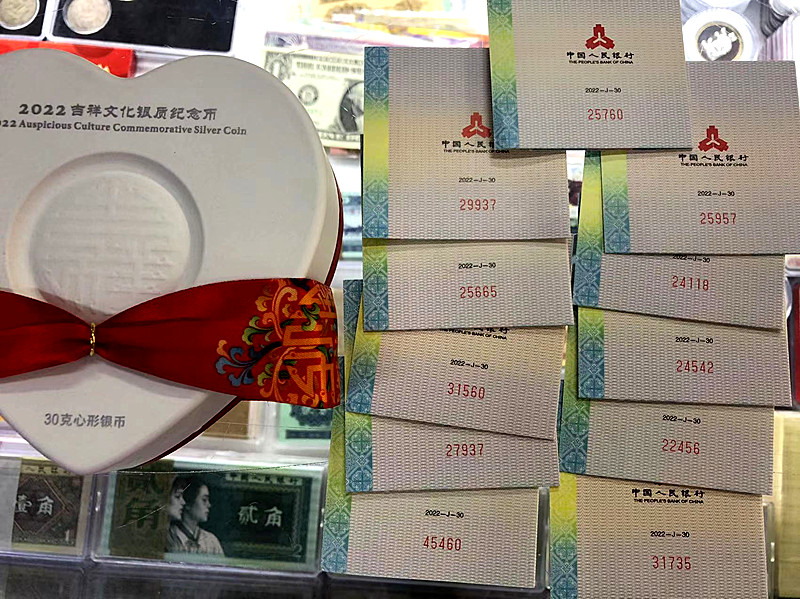 2022 吉祥文化银质纪念币
22 Auspicious Culture Commemorative Silver Coin
30克心形银币
壹角
贰角
中国人民银行
THE PEOPLE'S BANK OF CHINA
2022-J-30
25760
中国人民银行
THE PEOPLE'S BANK OF CHINA
2022-J-30
29937
2022-J-30
25665
THE PEOPLE'S BANK OF CHINA
2022-J-30
31560
27937
2022-J-30
45460
中国人民银行
THE PEOPLE'S BANK OF CHINA
2022-J-30
25957
2022-J-30
24118
2022-J-30
24542
2022-J-30
22456
中国人民银行
THE PEOPLE'S BANK OF CHINA
2022-J-30
31735